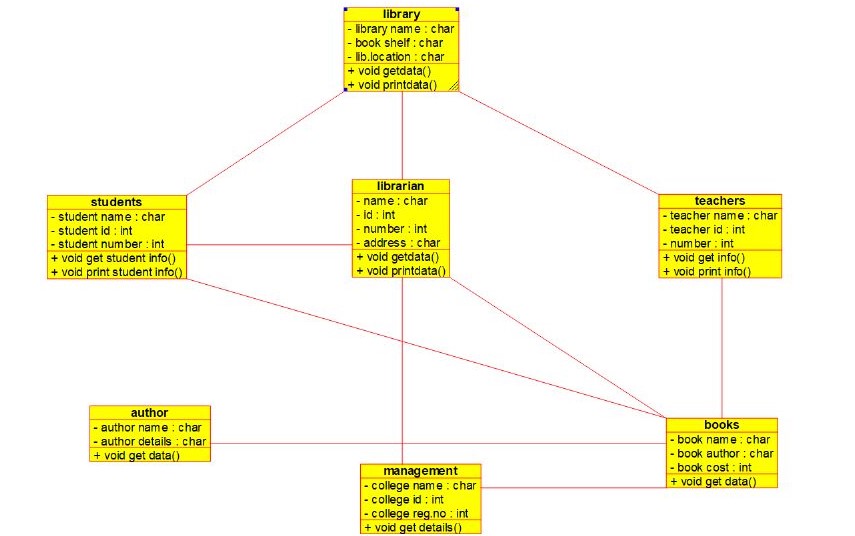 library
- library name : char
- book shelf : char
- lib.location : char
+ void getdata()
+ void printdata()
students
- student name : char
- student id : int
- student number : int
+ void get student info()
+ void print student info()
librarian
- name : char
- id : int
- number : int
- address : char
+ void getdata()
+ void printdata()
teachers
- teacher name : char
- teacher id : int
- number : int
+ void get info()
+ void print info()
author
- author name : char
- author details : char
+ void get data()
management
- college name : char
- college id : int
- college reg.no : int
+ void get details()
books
- book name : char
- book author : char
- book cost : int
+ void get data()